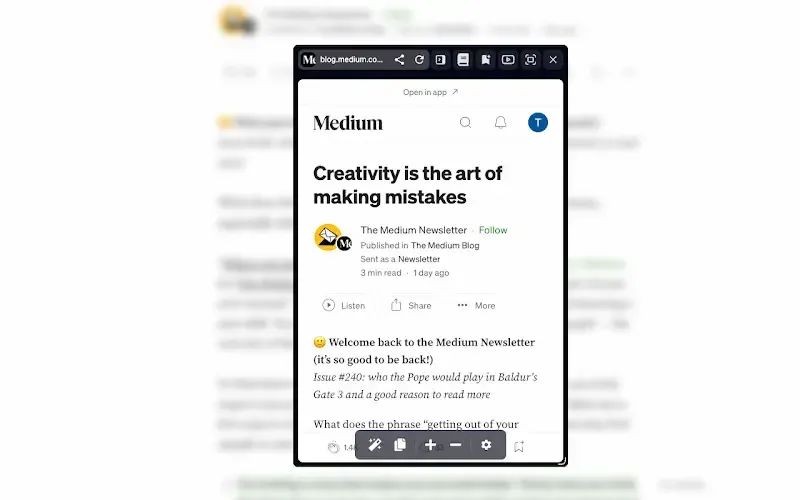 blog.medium.co...
Open in app
Medium
T
Creativity is the art of
making mistakes
The Medium Newsletter · Follow
Published in The Medium Blog
Sent as a Newsletter
3 min read · 1 day ago
Listen Share More
Welcome back to the Medium Newsletter
(it's so good to be back!)
Issue #240: who the Pope would play in Baldur's
Gate 3 and a good reason to read more
What does the phrase "getting out of your